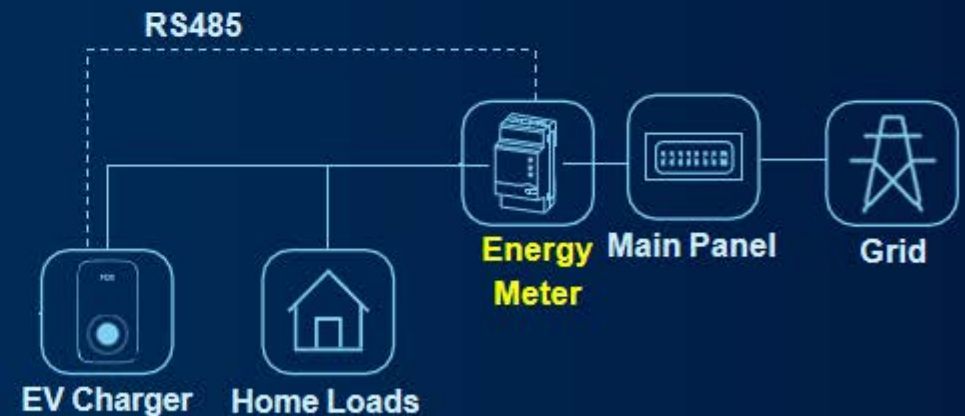 RS485
Energy
Meter
Main Panel
Grid
EV Charger
Home Loads